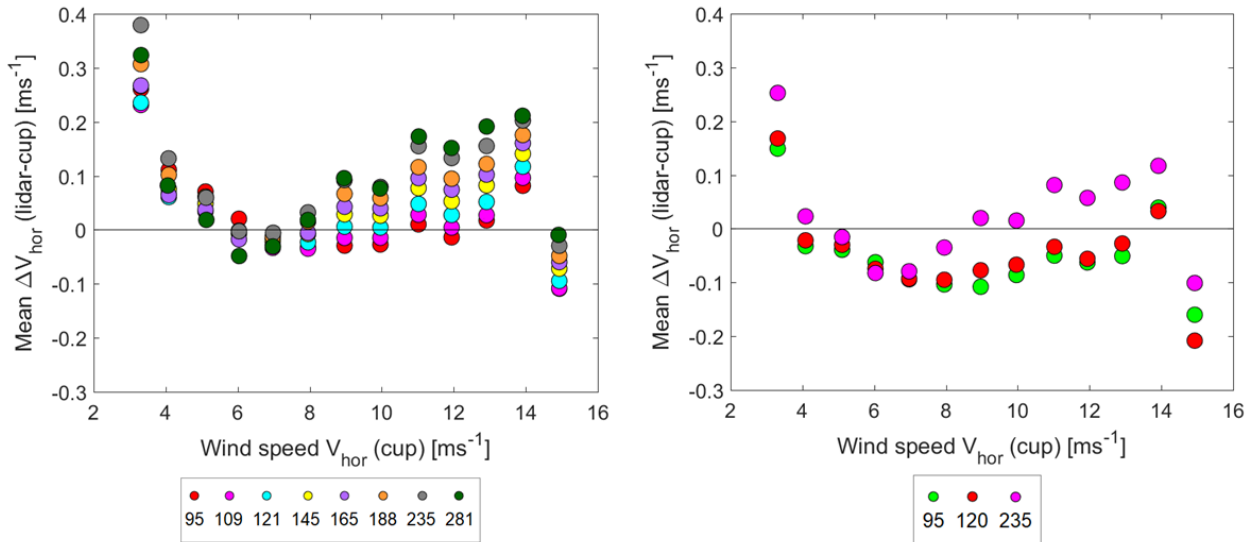 0.4
0.3
0.2
0.1
0
-0.1
-0.2
-0.3
Mean ΔV_hor (lidar-cup) [ms⁻¹]
2 4 6 8 10 12 14 16
Wind speed V_hor (cup) [ms⁻¹]
95 109 121 145 165 188 235 281
0.4
0.3
0.2
0.1
0
-0.1
-0.2
-0.3
Mean ΔV_hor (lidar-cup) [ms⁻¹]
2 4 6 8 10 12 14 16
Wind speed V_hor (cup) [ms⁻¹]
95 120 235